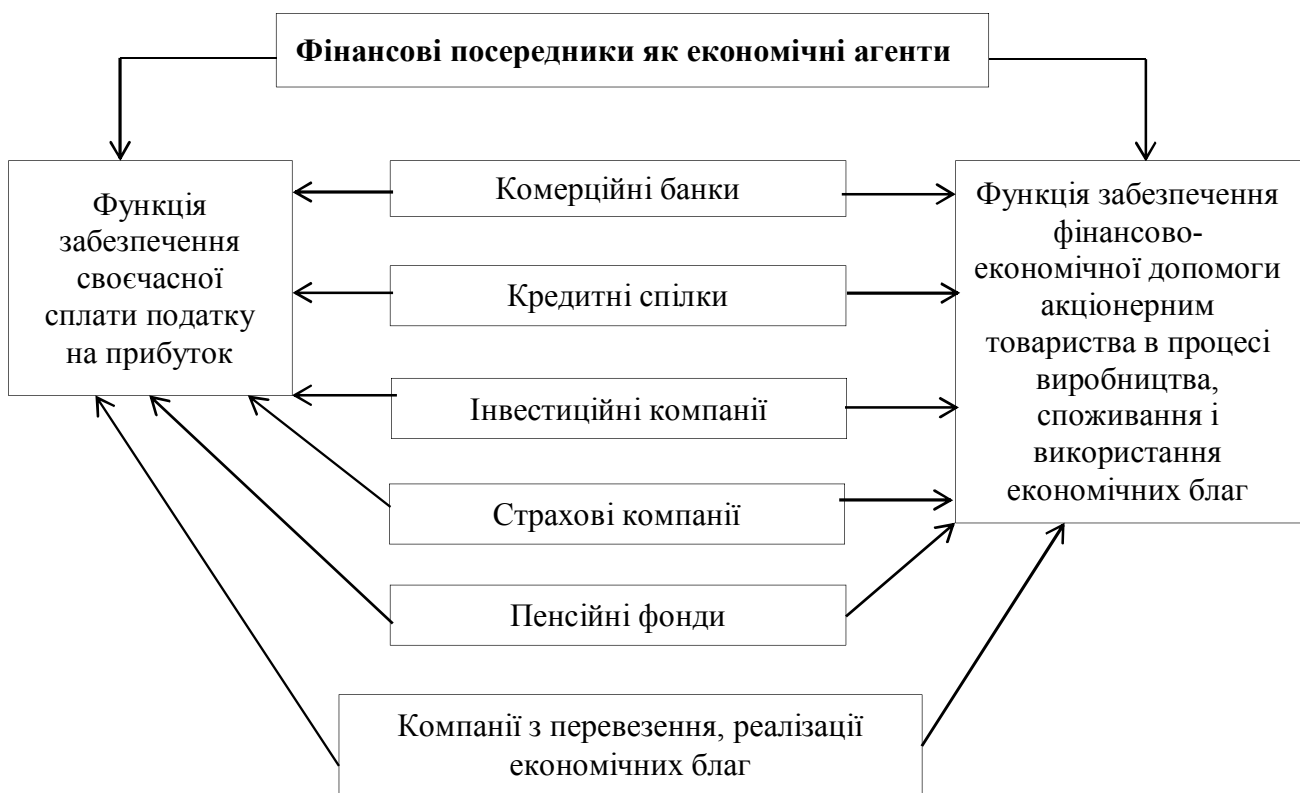 Фінансові посередники як економічні агенти
Функція
забезпечення
своєчасної
сплати податку
на прибуток
Комерційні банки
Кредитні спілки
Інвестиційні компанії
Страхові компанії
Пенсійні фонди
Компанії з перевезення, реалізації
економічних благ
Функція забезпечення
фінансово-
економічної допомоги
акціонерним
товариства в процесі
виробництва,
споживання і
використання
економічних благ